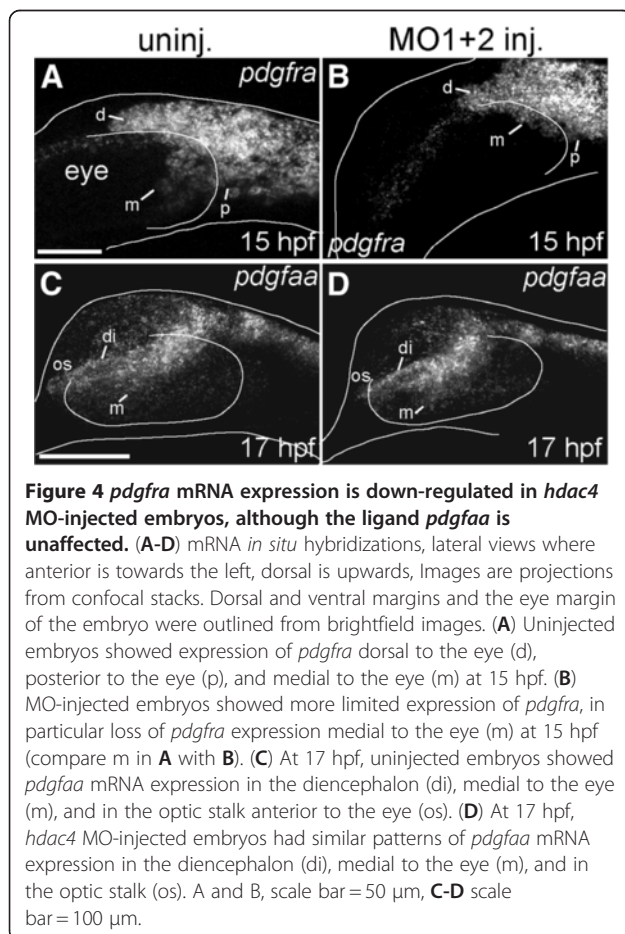 uninj.
MO1+2 inj.
A
pdgfra
d
eye
m
p
15 hpf
B
d
m
p
pdgfra
15 hpf
C
pdgfaa
di
os
m
17 hpf
D
pdgfaa
di
os
m
17 hpf
Figure 4 pdgfra mRNA expression is down-regulated in hdac4
MO-injected embryos, although the ligand pdgfaa is
unaffected. (A-D) mRNA in situ hybridizations, lateral views where
anterior is towards the left, dorsal is upwards, Images are projections
from confocal stacks. Dorsal and ventral margins and the eye margin
of the embryo were outlined from brightfield images. (A) Uninjected
embryos showed expression of pdgfra dorsal to the eye (d),
posterior to the eye (p), and medial to the eye (m) at 15 hpf. (B)
MO-injected embryos showed more limited expression of pdgfra, in
particular loss of pdgfra expression medial to the eye (m) at 15 hpf
(compare m in A with B). (C) At 17 hpf, uninjected embryos showed
pdgfaa mRNA expression in the diencephalon (di), medial to the eye
(m), and in the optic stalk anterior to the eye (os). (D) At 17 hpf,
hdac4 MO-injected embryos had similar patterns of pdgfaa mRNA
expression in the diencephalon (di), medial to the eye (m), and in
the optic stalk (os). A and B, scale bar = 50 μm, C-D scale
bar = 100 μm.